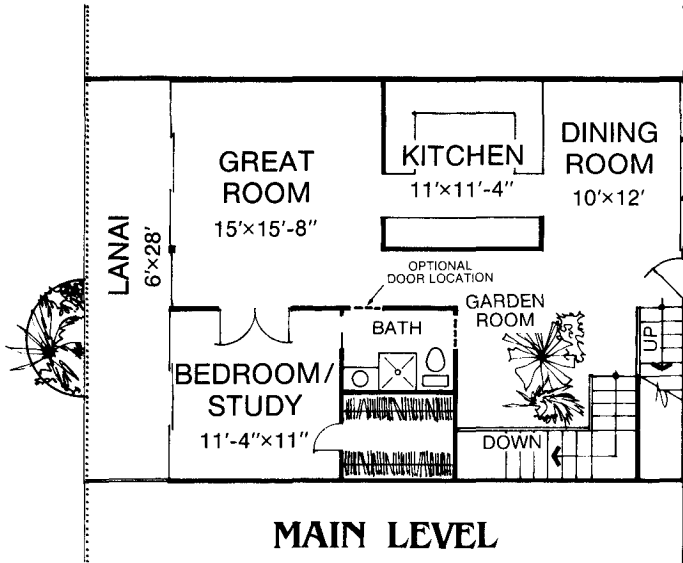 GREAT
ROOM
15'×15'-8"
KITCHEN
11'×11'-4"
DINING
ROOM
10'×12'
LANAI
6'×28'
OPTIONAL
DOOR LOCATION
GARDEN
ROOM
BATH
UP
BEDROOM/
STUDY
11'-4"×11"
DOWN
MAIN LEVEL